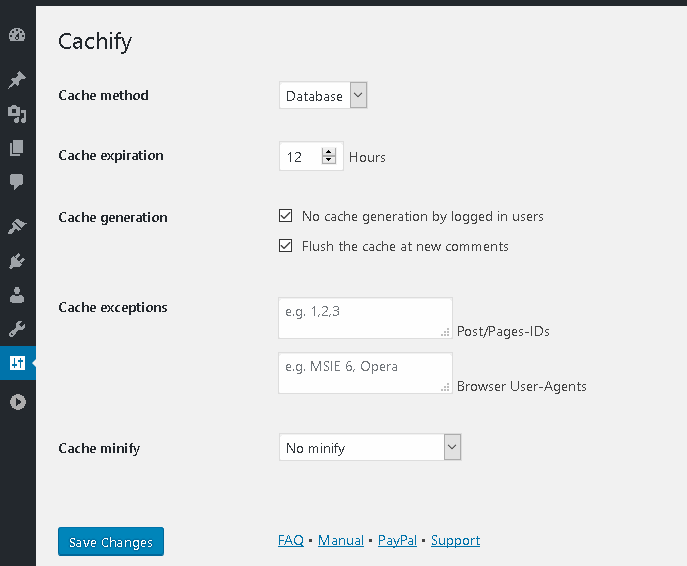 Cachify
Cache method Database
Cache expiration 12 Hours
Cache generation No cache generation by logged in users
Flush the cache at new comments
Cache exceptions e.g. 1,2,3 Post/Pages-IDs
e.g. MSIE 6, Opera Browser User-Agents
Cache minify No minify
Save Changes FAQ • Manual • PayPal • Support